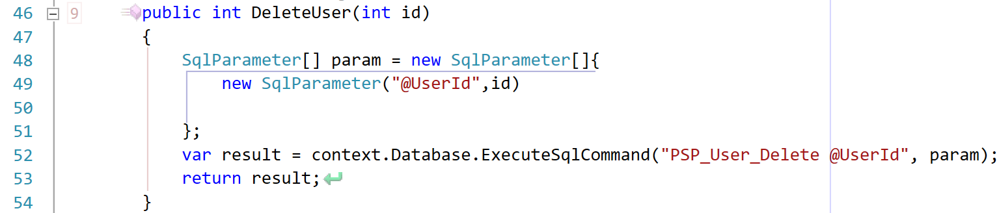 46 9 public int DeleteUser(int id)
47 {
48 SqlParameter[] param = new SqlParameter[]{
49 new SqlParameter("@UserId",id)
50
51 };
52 var result = context.Database.ExecuteSqlCommand("PSP_User_Delete @UserId", param);
53 return result;
54 }